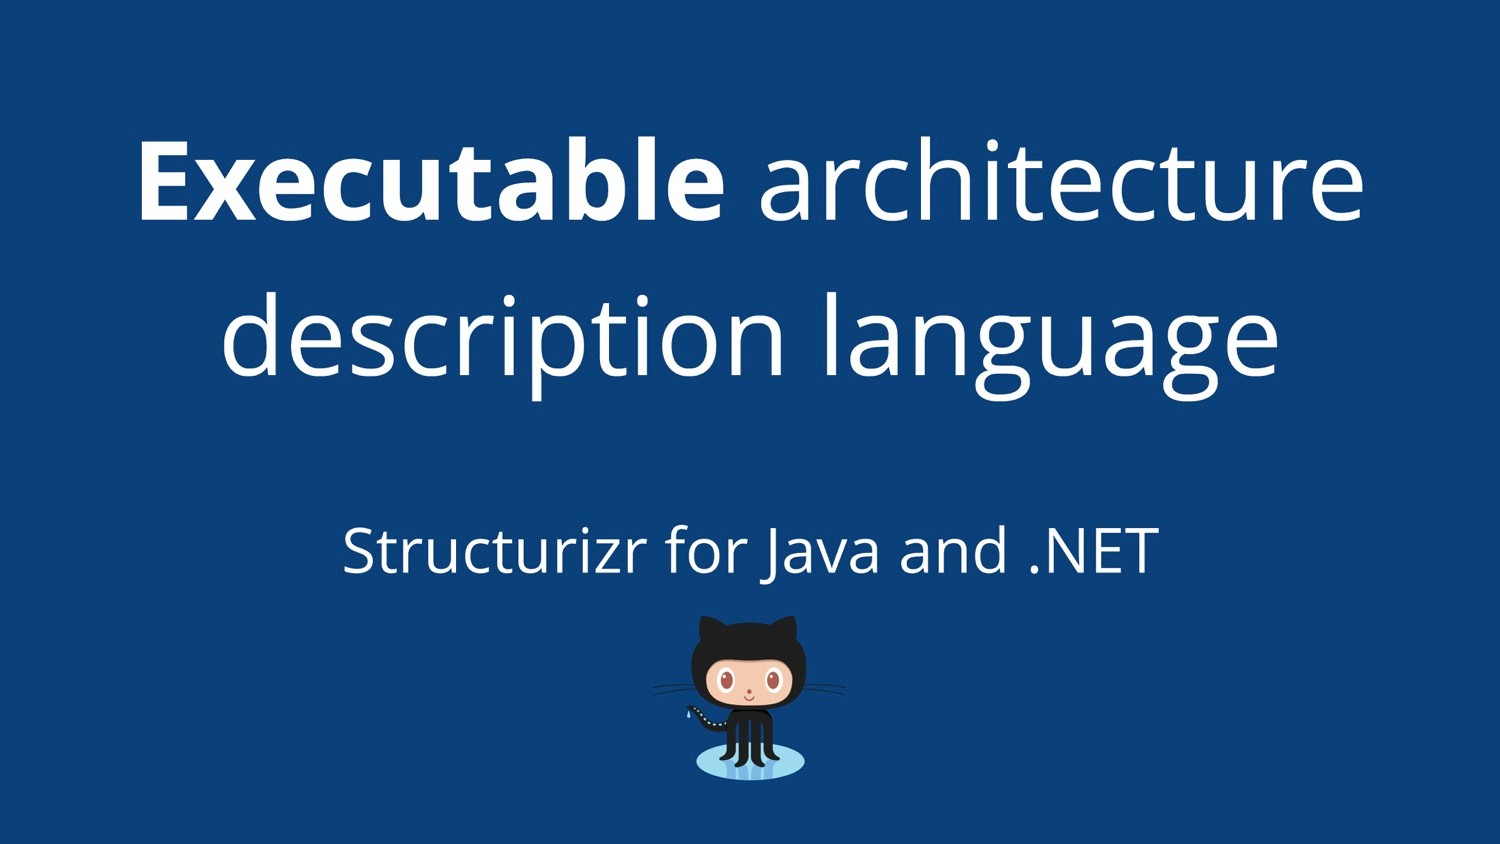 Executable architecture
description language
Structurizr for Java and .NET